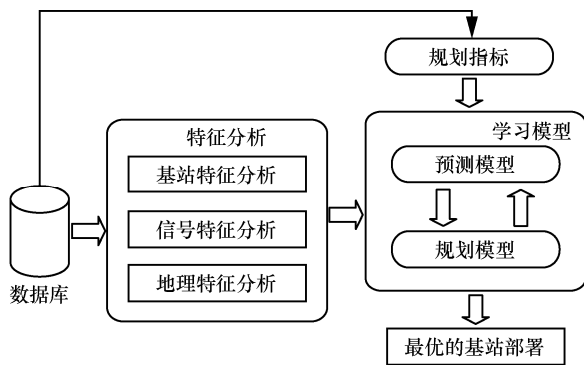 规划指标
学习模型
特征分析
预测模型
基站特征分析
信号特征分析
规划模型
地理特征分析
数据库
最优的基站部署